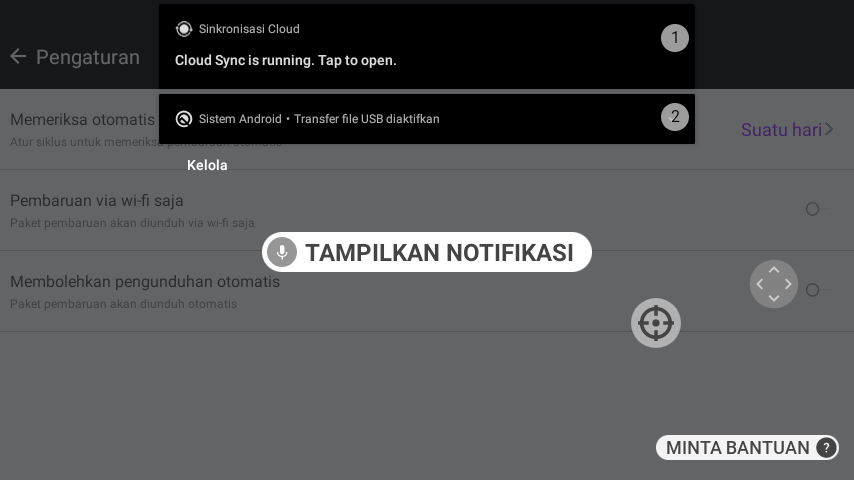 Sinkronisasi Cloud
Cloud Sync is running. Tap to open.
1
Pengaturan
Sistem Android • Transfer file USB diaktifkan
2
Memeriksa otomatis
Atur siklus untuk memeriksa pembaruan otomatis
Suatu hari
Kelola
Pembaruan via wi-fi saja
Paket pembaruan akan diunduh via wi-fi saja
TAMPILKAN NOTIFIKASI
Membolehkan pengunduhan otomatis
Paket pembaruan akan diunduh otomatis
MINTA BANTUAN ?